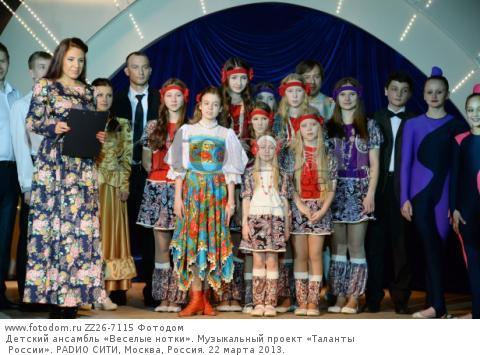 www.fotodom.ru ZZ26-7115 Фотодом
Детский ансамбль «Веселые нотки». Музыкальный проект «Таланты
России». РАДИО СИТИ, Москва, Россия. 22 марта 2013.